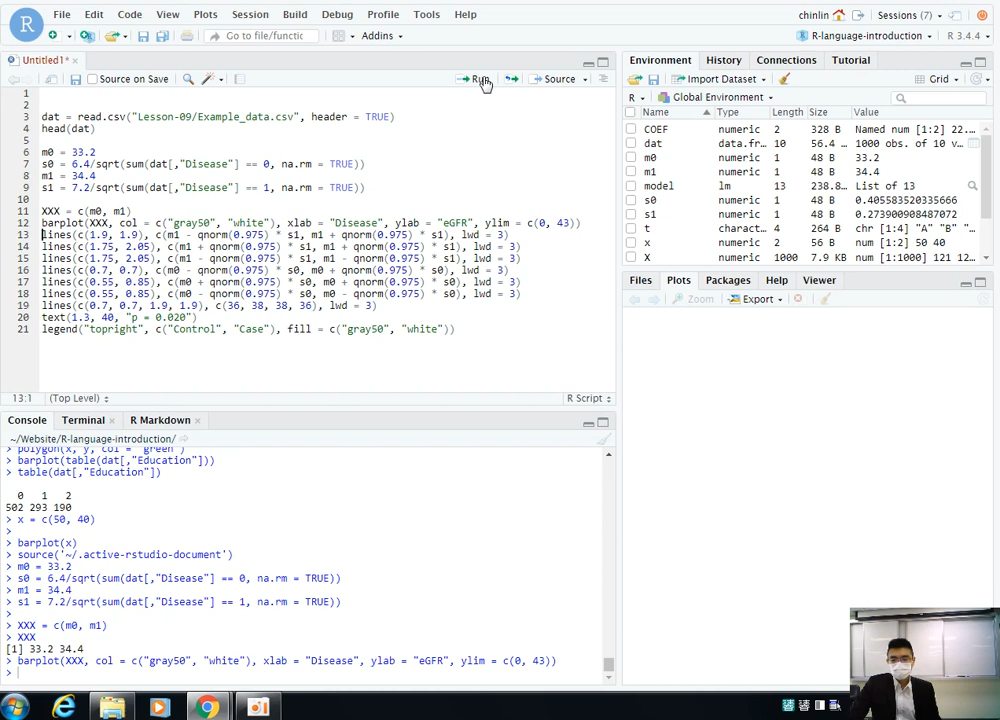 File Edit Code View Plots Session Build Debug Profile Tools Help
chinlin
Sessions (7)
Go to file/functic
Addins
R-language-introduction
R 3.4.4
Untitled1*
Source on Save
Run
Source
1
2
3 dat = read.csv("Lesson-09/Example_data.csv", header = TRUE)
4 head(dat)
5
6 m0 = 33.2
7 s0 = 6.4/sqrt(sum(dat[,"Disease"] == 0, na.rm = TRUE))
8 m1 = 34.4
9 s1 = 7.2/sqrt(sum(dat[,"Disease"] == 1, na.rm = TRUE))
10
11 XXX = c(m0, m1)
12 barplot(XXX, col = c("gray50", "white"), xlab = "Disease", ylab = "eGFR", ylim = c(0, 43))
13 lines(c(1.9, 1.9), c(m1 - qnorm(0.975) * s1, m1 + qnorm(0.975) * s1), lwd = 3)
14 lines(c(1.75, 2.05), c(m1 + qnorm(0.975) * s1, m1 + qnorm(0.975) * s1), lwd = 3)
15 lines(c(1.75, 2.05), c(m1 - qnorm(0.975) * s1, m1 - qnorm(0.975) * s1), lwd = 3)
16 lines(c(0.7, 0.7), c(m0 - qnorm(0.975) * s0, m0 + qnorm(0.975) * s0), lwd = 3)
17 lines(c(0.55, 0.85), c(m0 + qnorm(0.975) * s0, m0 + qnorm(0.975) * s0), lwd = 3)
18 lines(c(0.55, 0.85), c(m0 - qnorm(0.975) * s0, m0 - qnorm(0.975) * s0), lwd = 3)
19 lines(c(0.7, 0.7, 1.9, 1.9), c(36, 38, 38, 36), lwd = 3)
20 text(1.3, 40, "p = 0.020")
21 legend("topright", c("Control", "Case"), fill = c("gray50", "white"))
13:1 (Top Level) R Script
Console Terminal R Markdown
~/Website/R-language-introduction/
> polygon(x, y, col = "green")
> barplot(table(dat[,"Education"]))
> table(dat[,"Education"])
0 1 2
502 293 190
> x = c(50, 40)
>
> barplot(x)
> source('~/.active-rstudio-document')
> m0 = 33.2
> s0 = 6.4/sqrt(sum(dat[,"Disease"] == 0, na.rm = TRUE))
> m1 = 34.4
> s1 = 7.2/sqrt(sum(dat[,"Disease"] == 1, na.rm = TRUE))
>
> XXX = c(m0, m1)
> XXX
[1] 33.2 34.4
> barplot(XXX, col = c("gray50", "white"), xlab = "Disease", ylab = "eGFR", ylim = c(0, 43))
>
Environment History Connections Tutorial
Import Dataset
Grid
R
Global Environment
Name Type Length Size Value
COEF numeric 2 328 B Named num [1:2] 22...
dat data.fr… 10 56.4 … 1000 obs. of 10 v…
m0 numeric 1 48 B 33.2
m1 numeric 1 48 B 34.4
model lm 13 238.8… List of 13
s0 numeric 1 48 B 0.405583520335666
s1 numeric 1 48 B 0.273900908487072
t charact… 4 264 B chr [1:4] "A" "B" "…
x numeric 2 56 B num [1:2] 50 40
X numeric 1000 7.9 KB num [1:1000] 121 12…
Files Plots Packages Help Viewer
Zoom Export